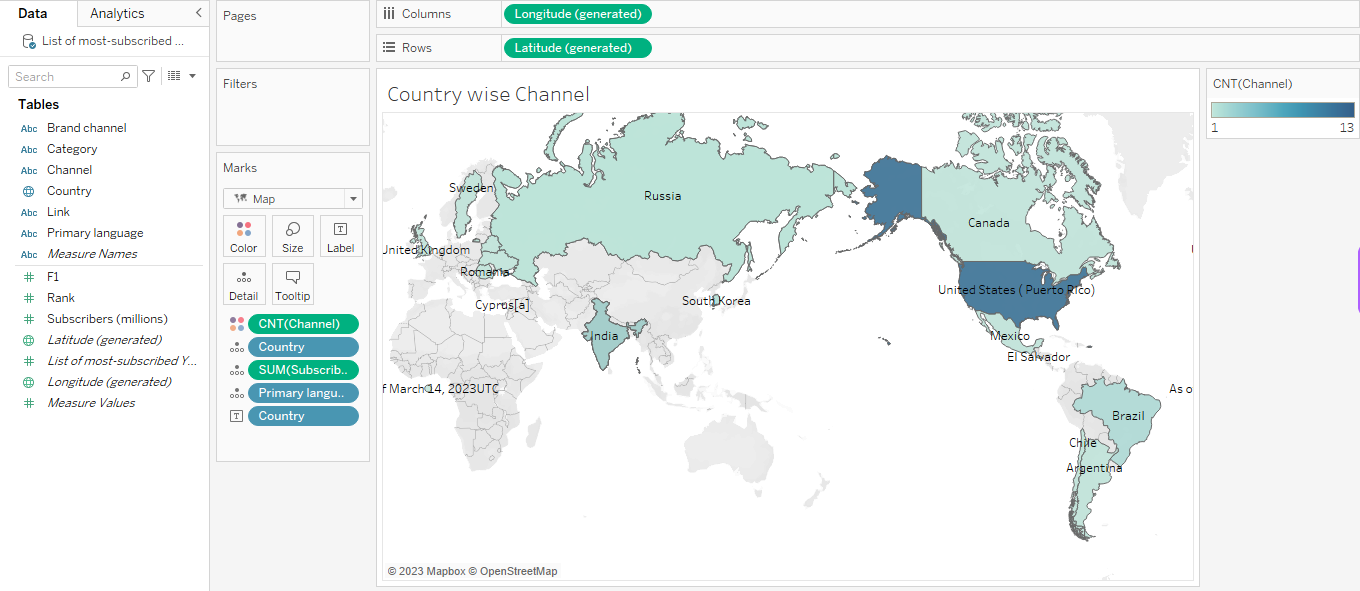 Data
Analytics
List of most-subscribed ...
Search
Tables
Abc Brand channel
Abc Category
Abc Channel
Country
Abc Link
Abc Primary language
Abc Measure Names
F1
Rank
Subscribers (millions)
Latitude (generated)
List of most-subscribed Y...
Longitude (generated)
Measure Values
Pages
Filters
Marks
Map
Color
Size
Label
Detail
Tooltip
CNT(Channel)
Country
SUM(Subscrib..
Primary langu..
Country
Columns
Longitude (generated)
Rows
Latitude (generated)
Country wise Channel
Sweden
Russia
Canada
United Kingdom
Romania
United States ( Puerto Rico)
South Korea
Cyprus[a]
India
Mexico
El Salvador
f March 14, 2023UTC
As o
Brazil
Chile
Argentina
© 2023 Mapbox © OpenStreetMap
CNT(Channel)
1
13